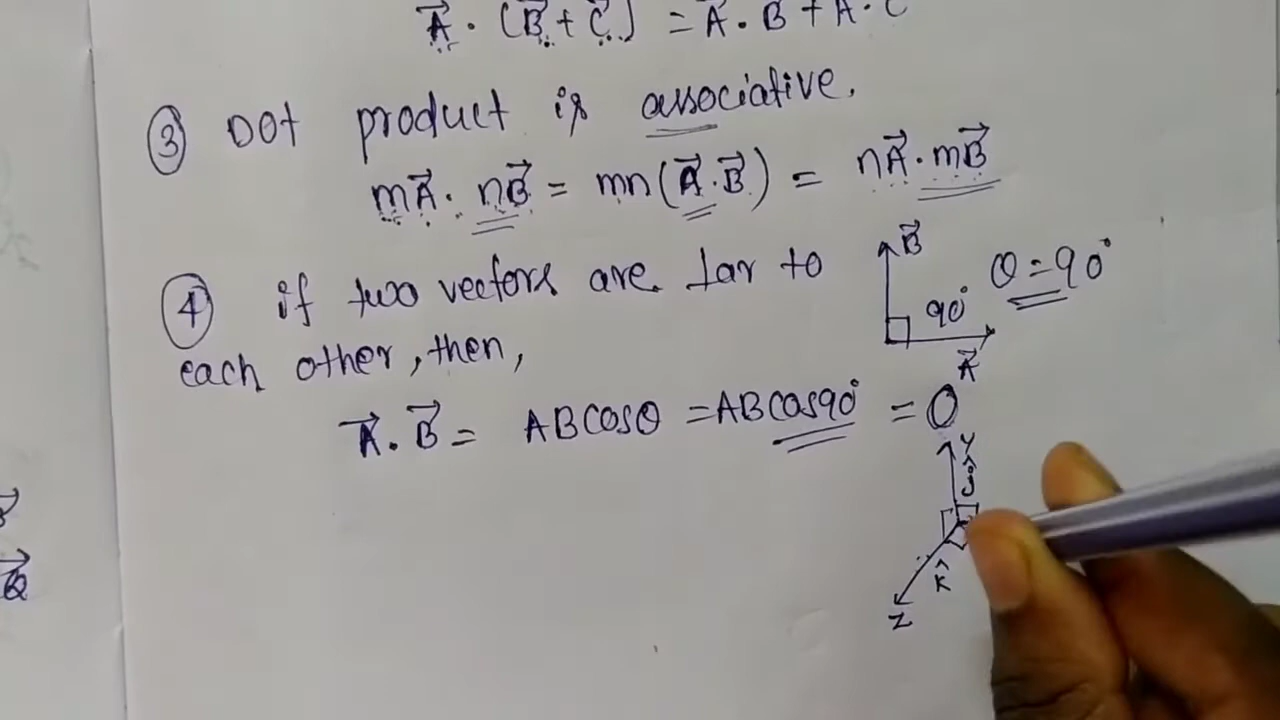 A⃗ · (B⃗ + C⃗) = A⃗ · B + A · C
③ Dot product is associative.
mA⃗ · nB⃗ = mn(A⃗ · B⃗) = nA⃗ · mB⃗
④ if two vectors are ⊥ar to
each other, then,
B⃗
90°
θ = 90°
A⃗
A⃗ · B⃗ = ABcosθ = ABcos90° = 0
Y
ĵ
k̂
Z
Q⃗